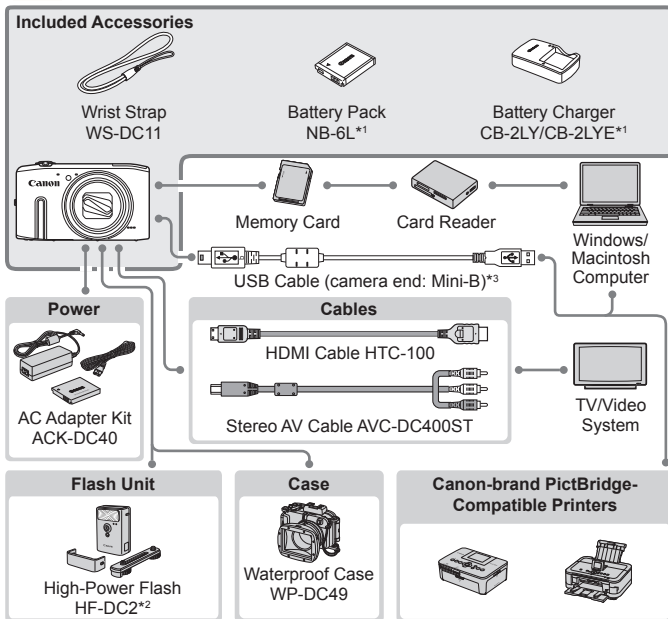 Included Accessories
Wrist Strap
WS-DC11
Battery Pack
NB-6L*1
Battery Charger
CB-2LY/CB-2LYE*1
Canon
Memory Card
Card Reader
Windows/
Macintosh
Computer
USB Cable (camera end: Mini-B)*3
Power
AC Adapter Kit
ACK-DC40
Cables
HDMI Cable HTC-100
Stereo AV Cable AVC-DC400ST
TV/Video
System
Flash Unit
High-Power Flash
HF-DC2*2
Case
Waterproof Case
WP-DC49
Canon-brand PictBridge-
Compatible Printers